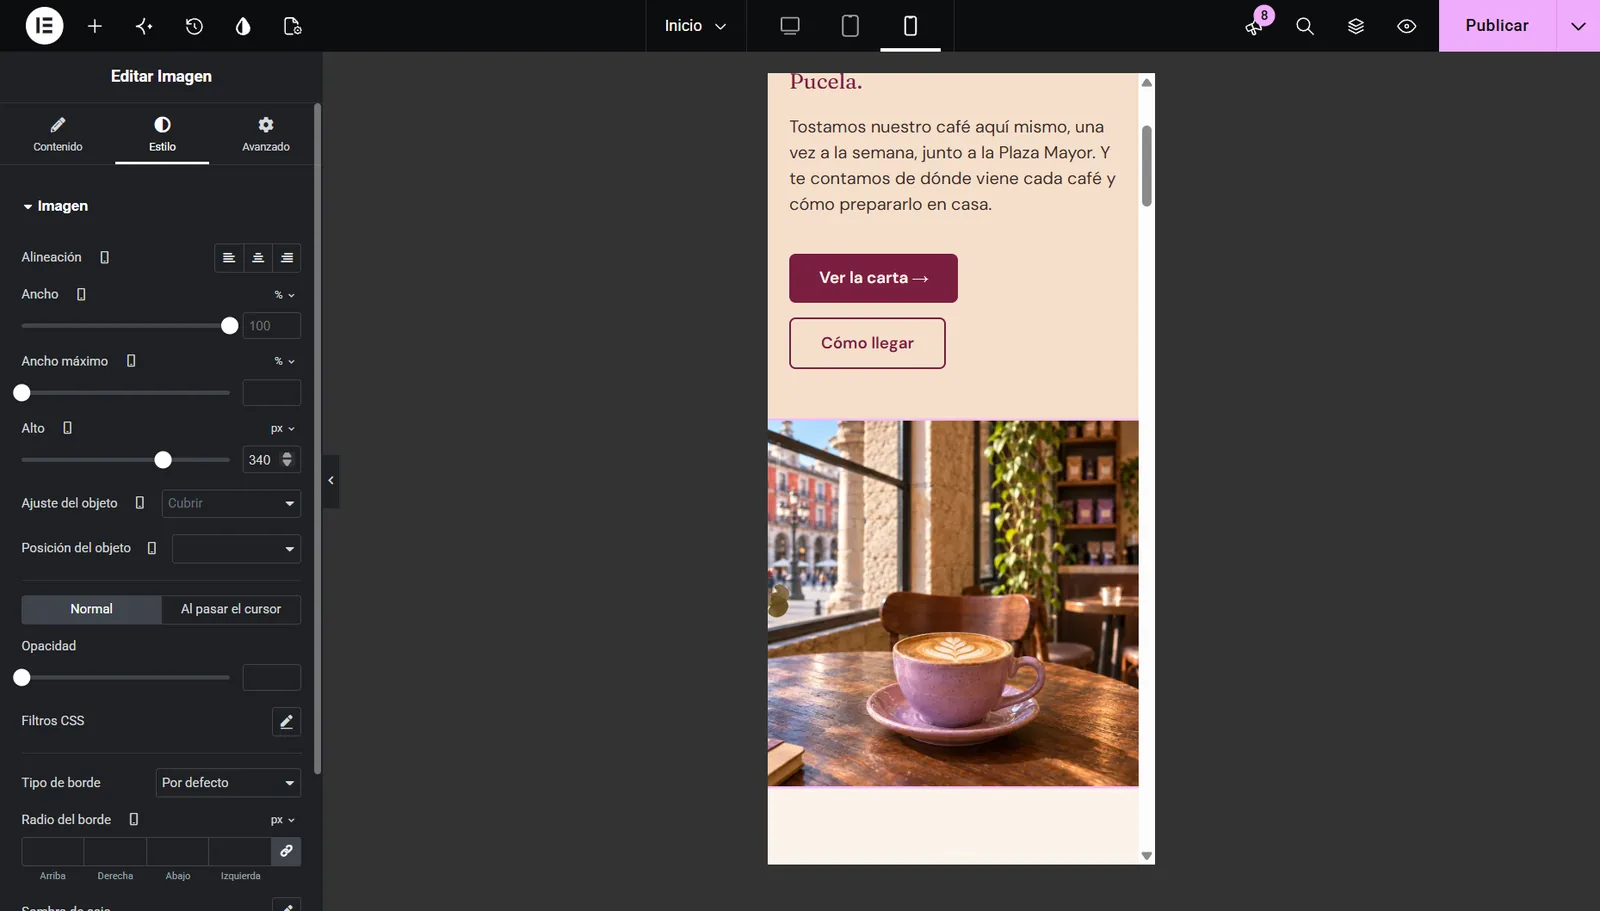 Inicio
8
Publicar
Editar Imagen
Contenido
Estilo
Avanzado
Imagen
Alineación
Ancho
%
100
Ancho máximo
%
Alto
px
340
Ajuste del objeto
Cubrir
Posición del objeto
Normal
Al pasar el cursor
Opacidad
Filtros CSS
Tipo de borde
Por defecto
Radio del borde
px
Arriba
Derecha
Abajo
Izquierda
Sombra de caja
Pucela.
Tostamos nuestro café aquí mismo, una
vez a la semana, junto a la Plaza Mayor. Y
te contamos de dónde viene cada café y
cómo prepararlo en casa.
Ver la carta →
Cómo llegar